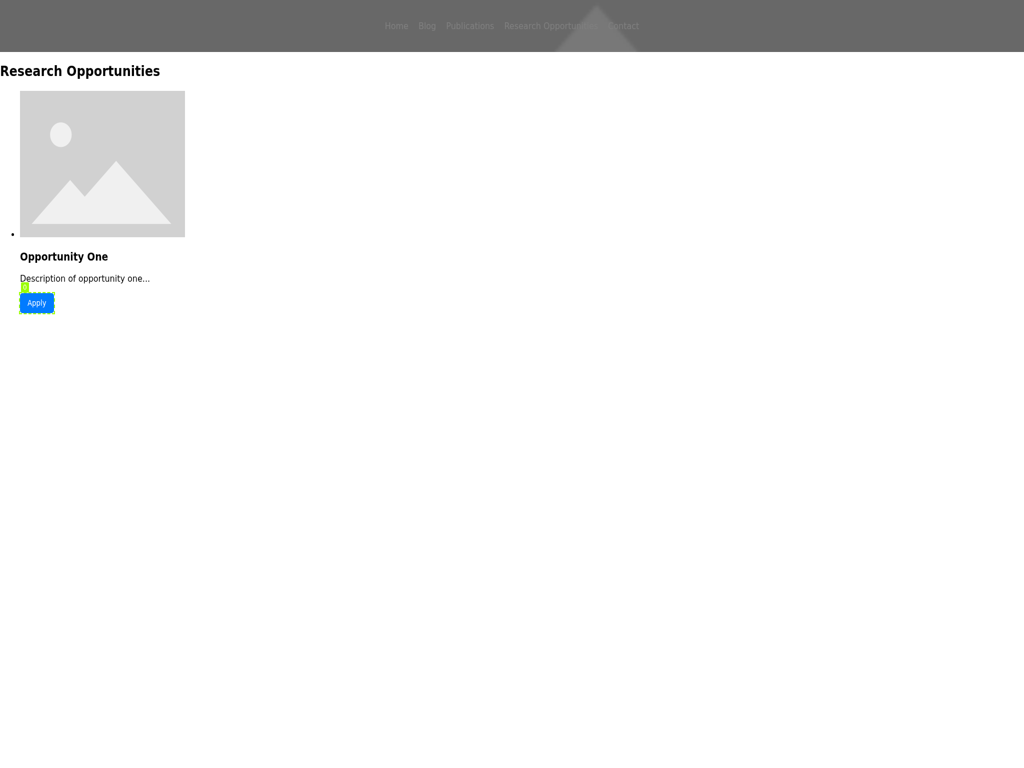 Home Blog Publications Research Opportunities Contact
Research Opportunities
Opportunity One
Description of opportunity one...
Apply